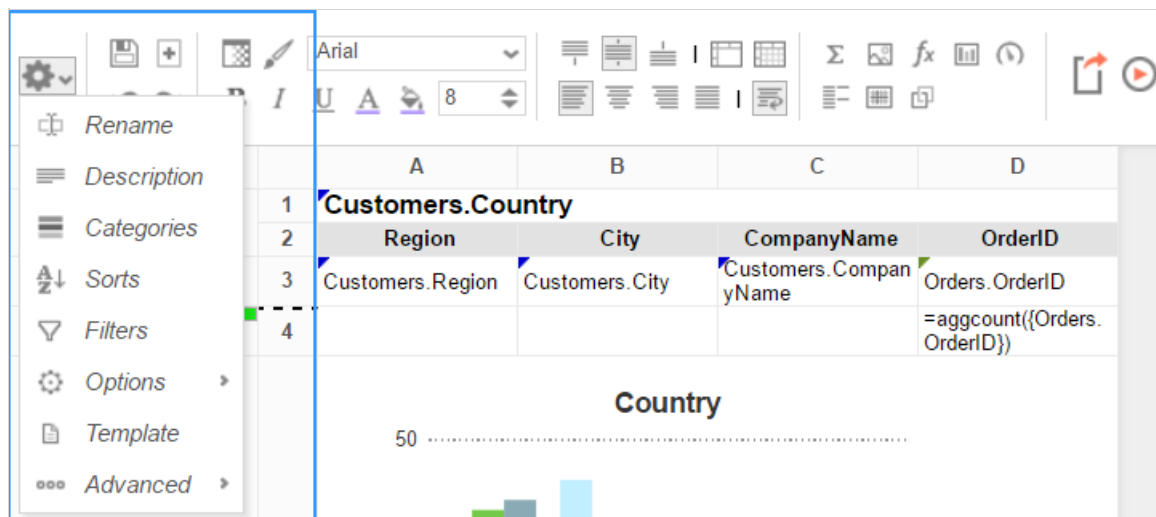 Arial
B I U A 8
Σ fx
Rename
Description
Categories
A Z Sorts
Filters
Options
Template
Advanced
A B C D
1 Customers.Country
2 Region City CompanyName OrderID
3 Customers.Region Customers.City Customers.Compan
yName Orders.OrderID
4 =aggcount({Orders.
OrderID})
Country
50